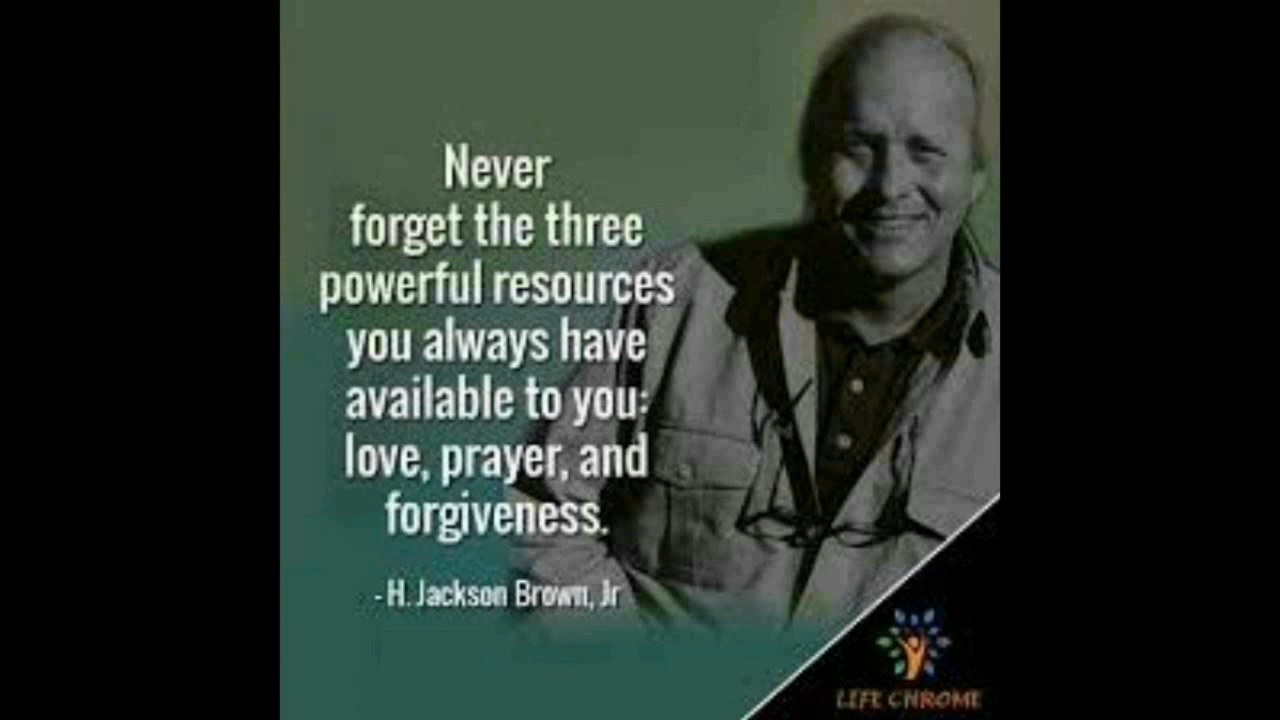 Never
forget the three
powerful resources
you always have
available to you:
love, prayer, and
forgiveness.
- H. Jackson Brown, Jr
LIFE CHROME